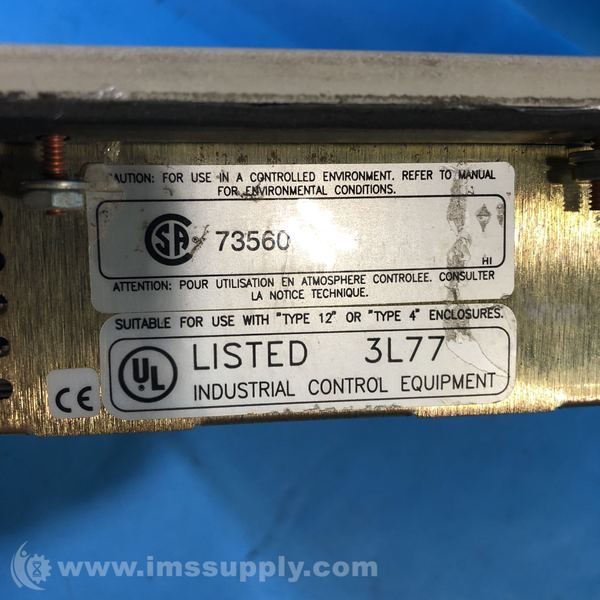 CAUTION: FOR USE IN A CONTROLLED ENVIRONMENT. REFER TO MANUAL
FOR ENVIRONMENTAL CONDITIONS.
SA 73560
HI
ATTENTION: POUR UTILISATION EN ATMOSPHERE CONTROLEE. CONSULTER
LA NOTICE TECHNIQUE.
SUITABLE FOR USE WITH "TYPE 12" OR "TYPE 4" ENCLOSURES.
UL LISTED 3L77
INDUSTRIAL CONTROL EQUIPMENT
CE
www.imssupply.com